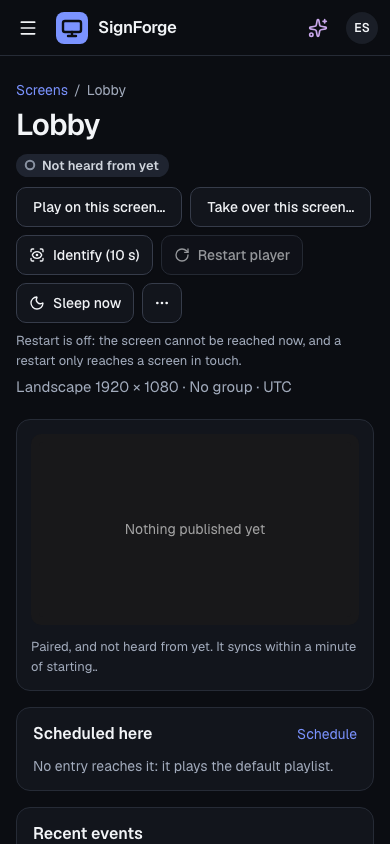 SignForge
ES
Screens / Lobby
Lobby
Not heard from yet
Play on this screen...
Take over this screen...
Identify (10 s)
Restart player
Sleep now
...
Restart is off: the screen cannot be reached now, and a
restart only reaches a screen in touch.
Landscape 1920 × 1080 · No group · UTC
Nothing published yet
Paired, and not heard from yet. It syncs within a minute
of starting..
Scheduled here
Schedule
No entry reaches it: it plays the default playlist.
Recent events